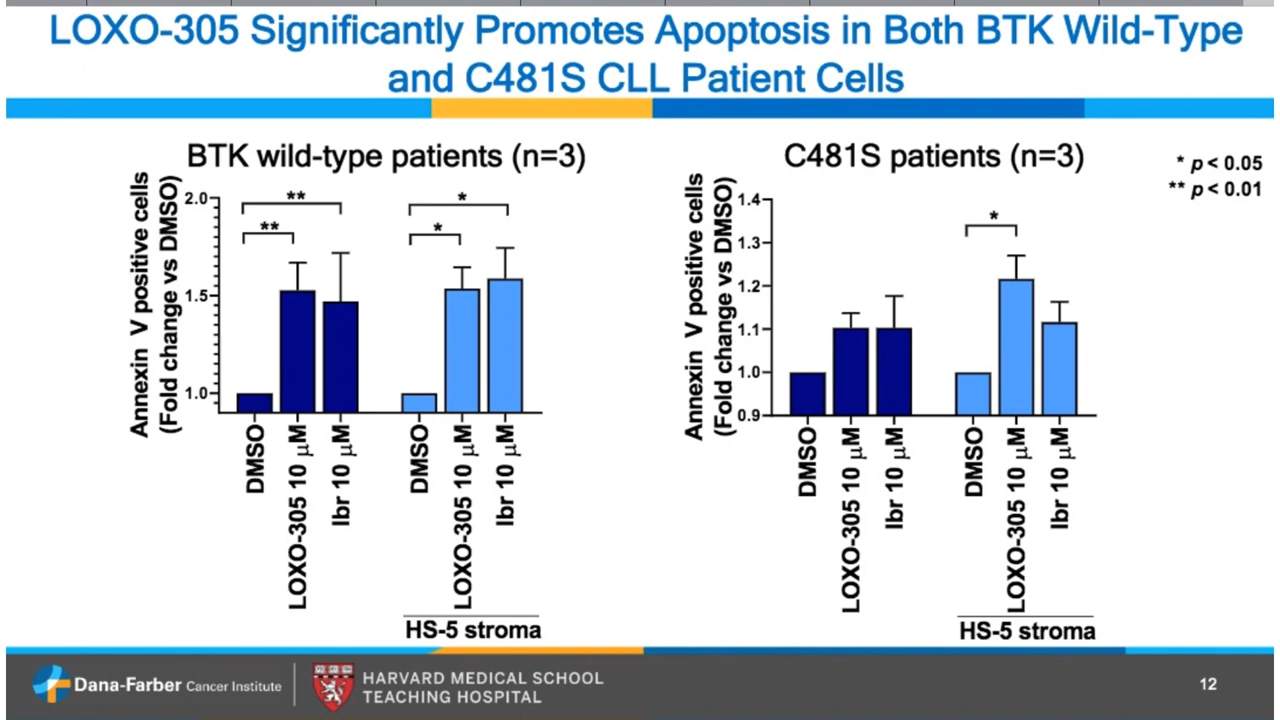 LOXO-305 Significantly Promotes Apoptosis in Both BTK Wild-Type
and C481S CLL Patient Cells
BTK wild-type patients (n=3)
Annexin V positive cells
(Fold change vs DMSO)
2.0
1.5
1.0
**
**
*
*
DMSO
LOXO-305 10 µM
Ibr 10 µM
DMSO
LOXO-305 10 µM
Ibr 10 µM
HS-5 stroma
C481S patients (n=3)
* p < 0.05
** p < 0.01
Annexin V positive cells
(Fold change vs DMSO)
1.4
1.3
1.2
1.1
1.0
0.9
*
DMSO
LOXO-305 10 µM
Ibr 10 µM
DMSO
LOXO-305 10 µM
Ibr 10 µM
HS-5 stroma
Dana-Farber Cancer Institute
HARVARD MEDICAL SCHOOL
TEACHING HOSPITAL
12